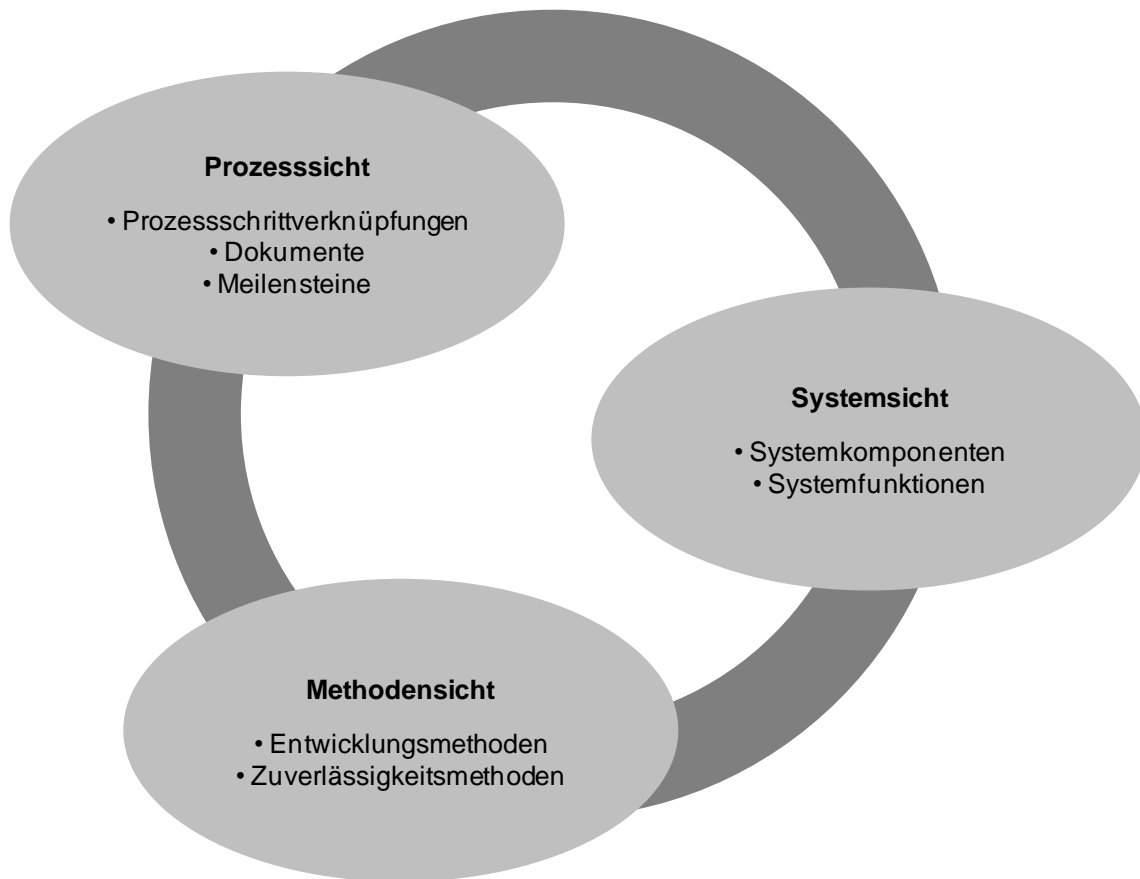 Prozesssicht
• Prozessschrittverknüpfungen
• Dokumente
• Meilensteine
Systemsicht
• Systemkomponenten
• Systemfunktionen
Methodensicht
• Entwicklungsmethoden
• Zuverlässigkeitsmethoden